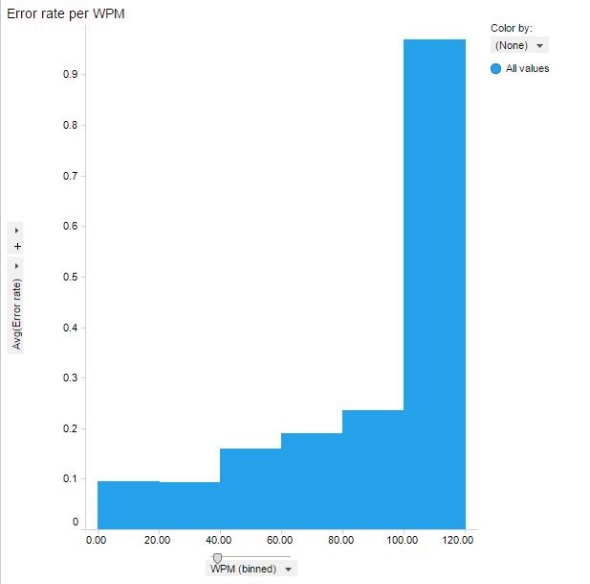 Error rate per WPM
Color by:
(None)
All values
0.9
0.8
0.7
0.6
0.5
0.4
0.3
0.2
0.1
0
+
Avg(Error rate)
0.00 20.00 40.00 60.00 80.00 100.00 120.00
WPM (binned)